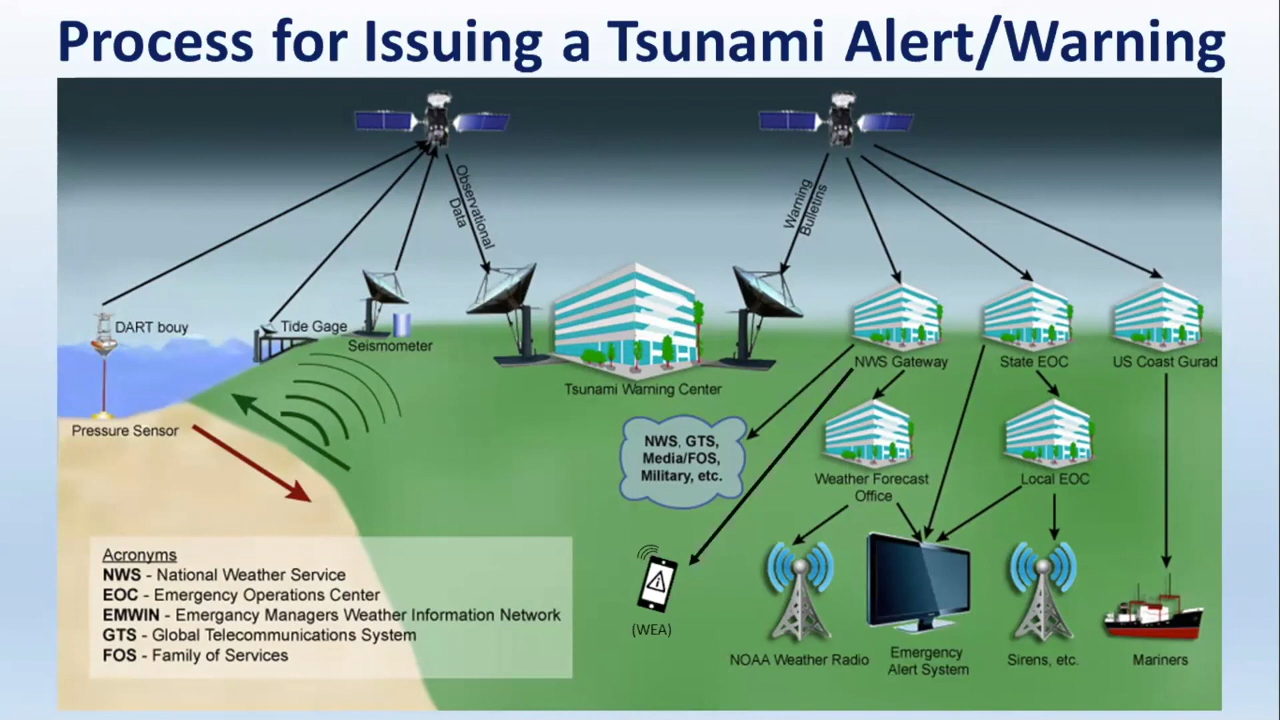 Process for Issuing a Tsunami Alert/Warning
Observational
Data
Warning
Bulletins
DART bouy
Tide Gage
Seismometer
Pressure Sensor
Tsunami Warning Center
NWS Gateway
State EOC
US Coast Gurad
NWS, GTS,
Media/FOS,
Military, etc.
Weather Forecast
Office
Local EOC
(WEA)
NOAA Weather Radio
Emergency
Alert System
Sirens, etc.
Mariners
Acronyms
NWS - National Weather Service
EOC - Emergency Operations Center
EMWIN - Emergency Managers Weather Information Network
GTS - Global Telecommunications System
FOS - Family of Services